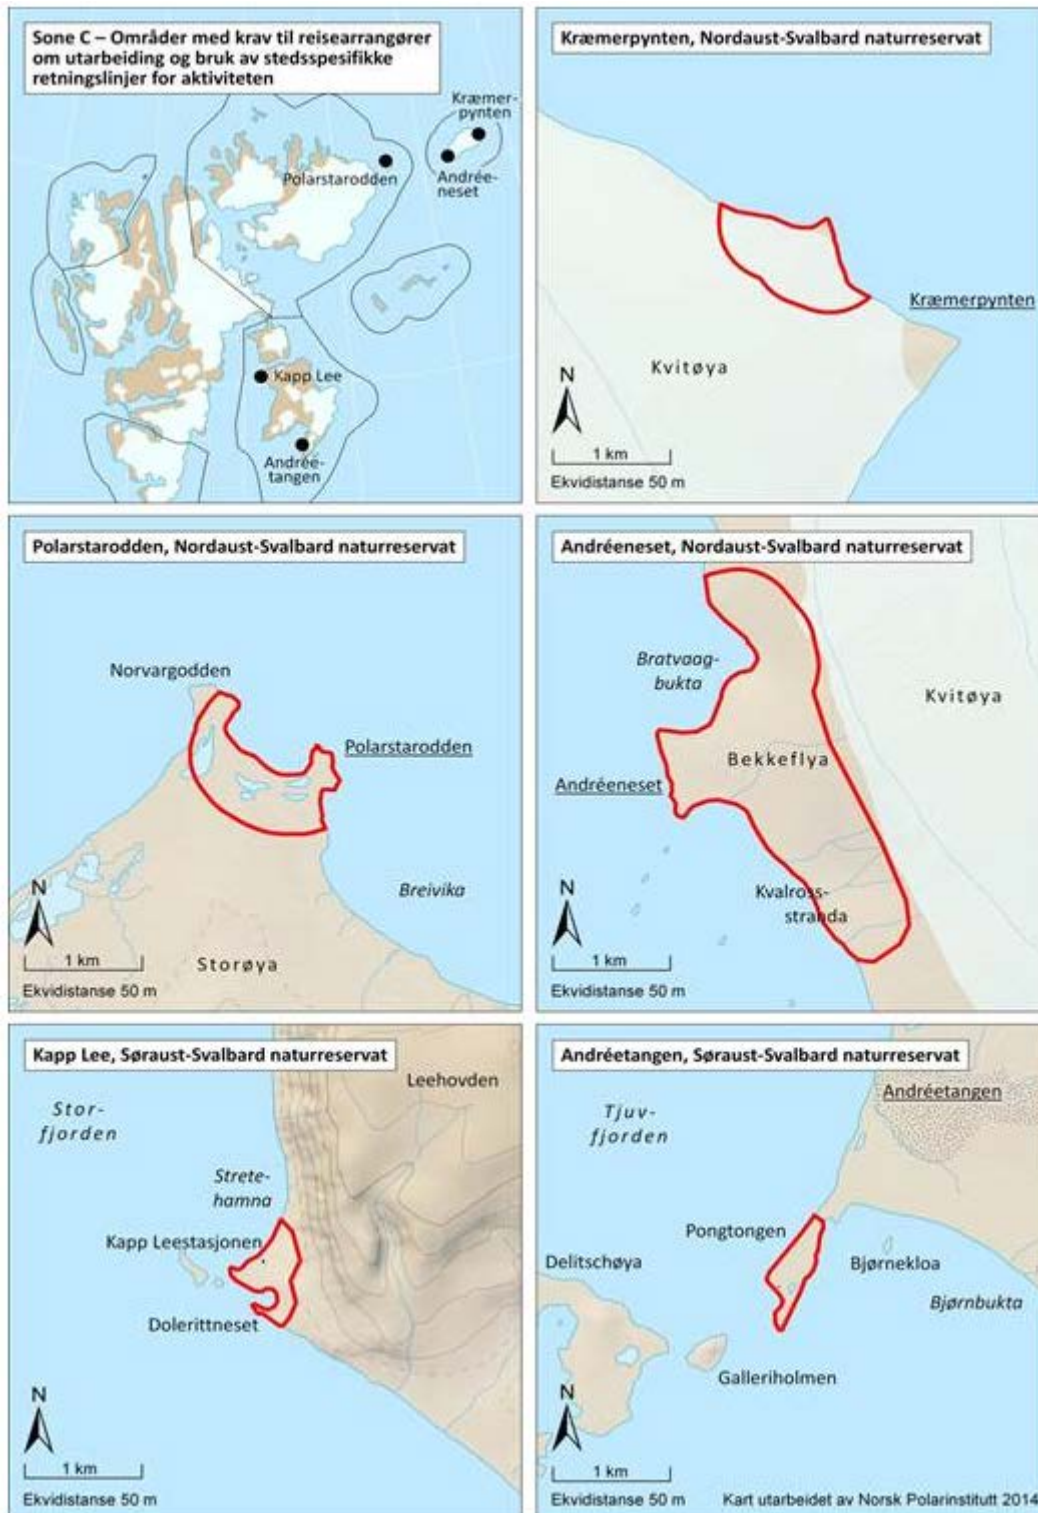 Sone C – Områder med krav til reisearrangører
om utarbeiding og bruk av stedsspesifikke
retningslinjer for aktiviteten
Kræmer-
pynten
Polarstarodden
Andrée-
neset
Kapp Lee
Andrée-
tangen
Kræmerpynten, Nordaust-Svalbard naturreservat
Kræmerpynten
Kvitøya
N
1 km
Ekvidistanse 50 m
Polarstarodden, Nordaust-Svalbard naturreservat
Norvargodden
Polarstarodden
Breivika
N
1 km
Storøya
Ekvidistanse 50 m
Andréeneset, Nordaust-Svalbard naturreservat
Bratvaag-
bukta
Kvitøya
Bekkeflya
Andréeneset
Kvalross-
stranda
N
1 km
Ekvidistanse 50 m
Kapp Lee, Søraust-Svalbard naturreservat
Leehovden
Stor-
fjorden
Strete-
hamna
Kapp Leestasjonen
Dolerittneset
N
1 km
Ekvidistanse 50 m
Andréetangen, Søraust-Svalbard naturreservat
Andréetangen
Tjuv-
fjorden
Pongtongen
Delitschøya
Bjørnekloa
Bjørnbukta
Galleriholmen
N
1 km
Ekvidistanse 50 m
Kart utarbeidet av Norsk Polarinstitutt 2014